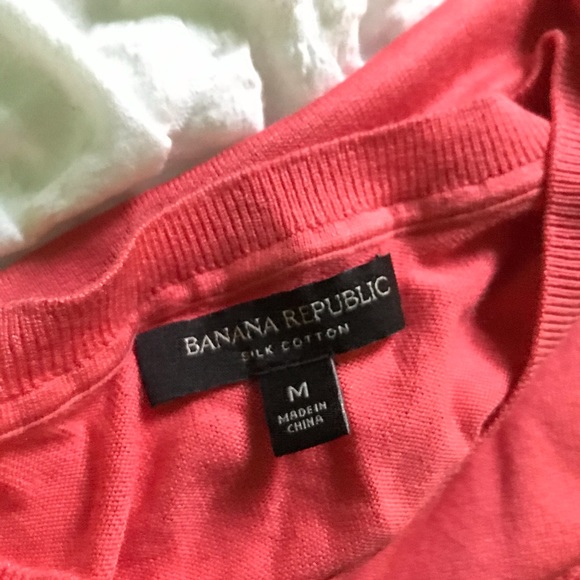 BANANA REPUBLIC
SILK COTTON
M
MADE IN
CHINA